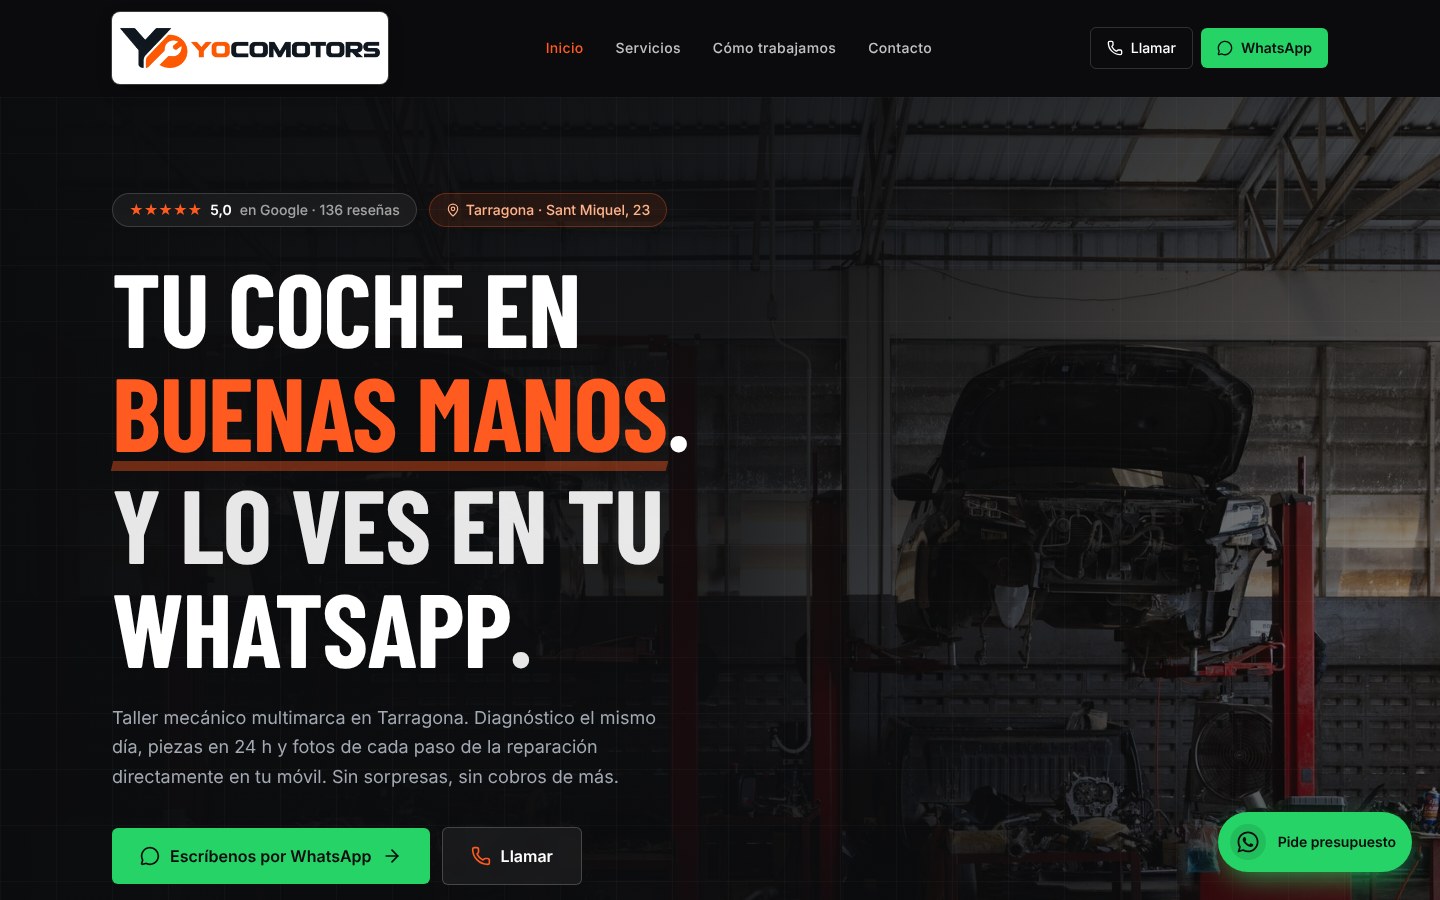 YOCOMOTORS
Inicio
Servicios
Cómo trabajamos
Contacto
Llamar
WhatsApp
★★★★★ 5,0 en Google · 136 reseñas
Tarragona · Sant Miquel, 23
TU COCHE EN
BUENAS MANOS.
Y LO VES EN TU
WHATSAPP.
Taller mecánico multimarca en Tarragona. Diagnóstico el mismo
día, piezas en 24 h y fotos de cada paso de la reparación
directamente en tu móvil. Sin sorpresas, sin cobros de más.
Escríbenos por WhatsApp →
Llamar
Pide presupuesto